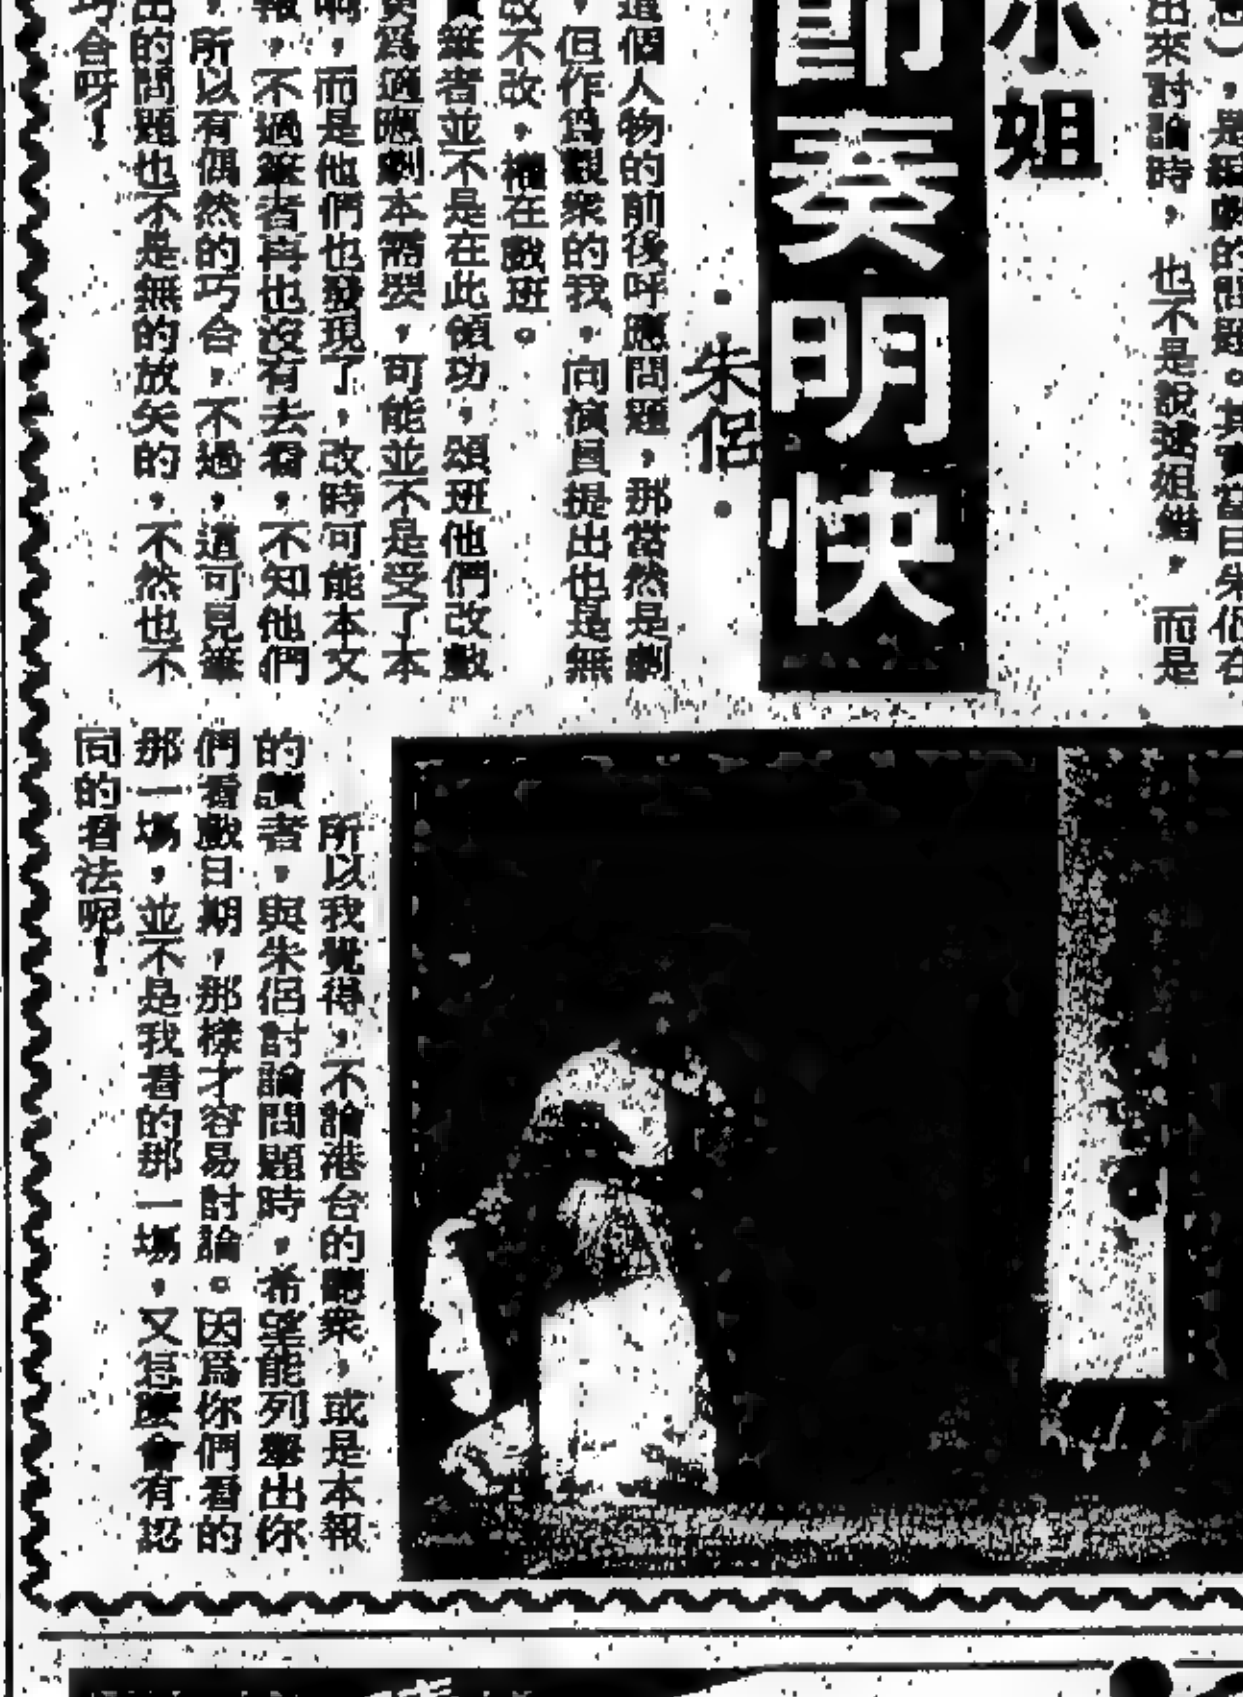 出來討論時,也不是說珍姐錯,而是
小姐
節奏明快
•朱侶•
這個人物的前後呼應問題,那當然是劇
,但作為觀衆的我,向演員提出也是無
改不改,權在戲班。
筆者並不是在此領功,頌班他們改數
為適應劇本需要,可能並不是受了本
啊,而是他們也發現了,改時可能本文
報,不過筆者再也沒有去看,不知他們
,所以有偶然的巧合,不過,這可見筆
出的問題也不是無的放矢的,不然也不
巧合呀!
所以我覺得,不論港台的聽衆,或是本報
的讀者,與朱侶討論問題時,希望能列舉出你
們看戲日期,那樣才容易討論。因爲你們看的
那一場,並不是我看的那一場,又怎麼會有認
同的看法呢!